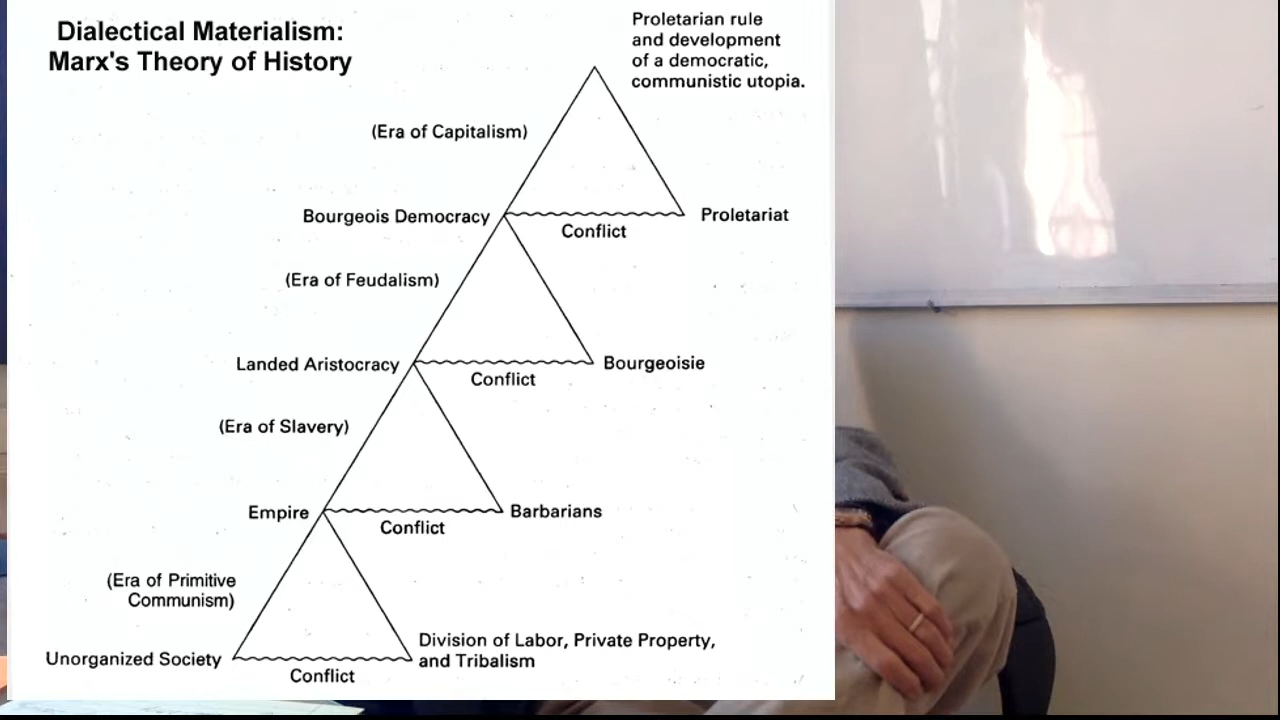 Dialectical Materialism:
Marx's Theory of History
Proletarian rule
and development
of a democratic,
communistic utopia.
(Era of Capitalism)
Bourgeois Democracy
Proletariat
Conflict
(Era of Feudalism)
Landed Aristocracy
Bourgeoisie
Conflict
(Era of Slavery)
Empire
Barbarians
Conflict
(Era of Primitive
Communism)
Unorganized Society
Division of Labor, Private Property,
and Tribalism
Conflict